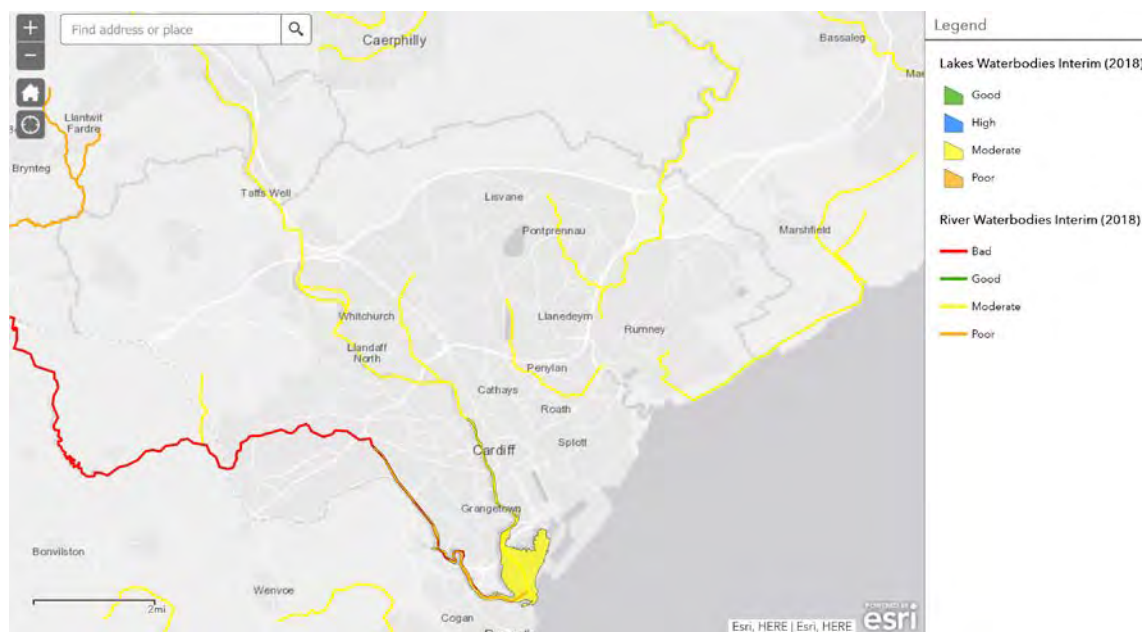 +
Find address or place
−
Caerphilly
Bassaleg
Llantwit
Fardre
Brynteg
Taffs Well
Lisvane
Pontprennau
Marshfield
Whitchurch
Llanedeyrn
Rumney
Llandaff
North
Penylan
Cathays
Roath
Cardiff
Splott
Grangetown
Bonvilston
Wenvoe
2mi
Cogan
Esri, HERE | Esri, HERE
POWERED BY
esri
Legend
Lakes Waterbodies Interim (2018)
Good
High
Moderate
Poor
River Waterbodies Interim (2018)
Bad
Good
Moderate
Poor